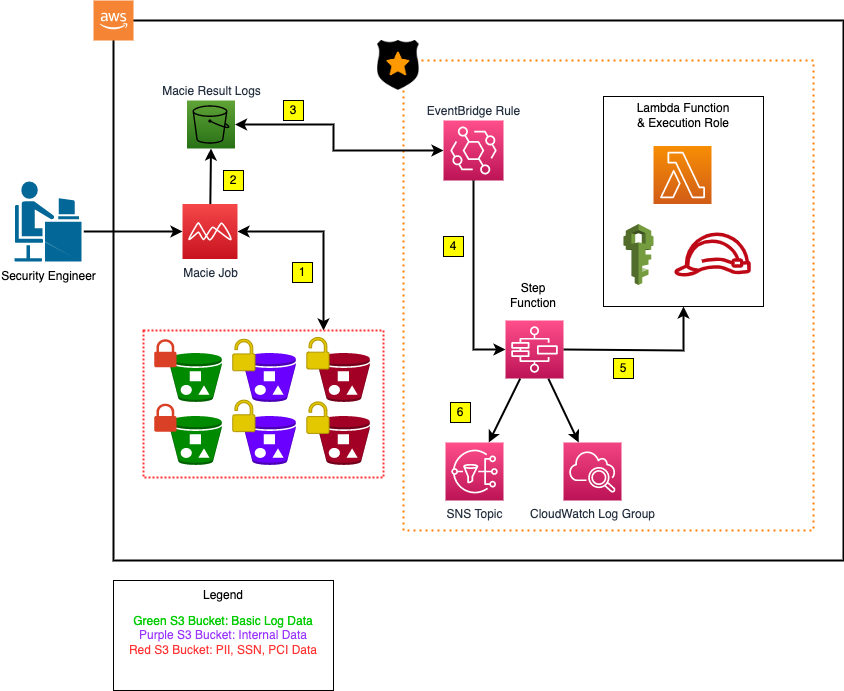 aws
Macie Result Logs
3
EventBridge Rule
Lambda Function
& Execution Role
2
Security Engineer
Macie Job
1
4
Step
Function
5
6
SNS Topic
CloudWatch Log Group
Legend
Green S3 Bucket: Basic Log Data
Purple S3 Bucket: Internal Data
Red S3 Bucket: PII, SSN, PCI Data